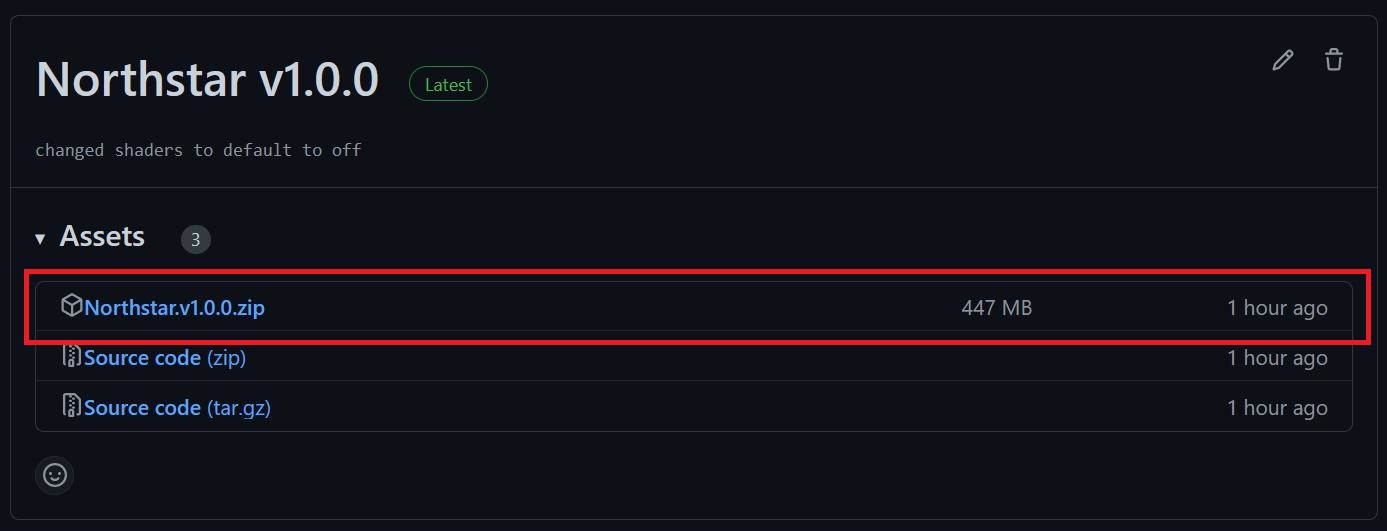 Northstar v1.0.0 Latest
changed shaders to default to off
Assets 3
Northstar.v1.0.0.zip 447 MB 1 hour ago
Source code (zip) 1 hour ago
Source code (tar.gz) 1 hour ago